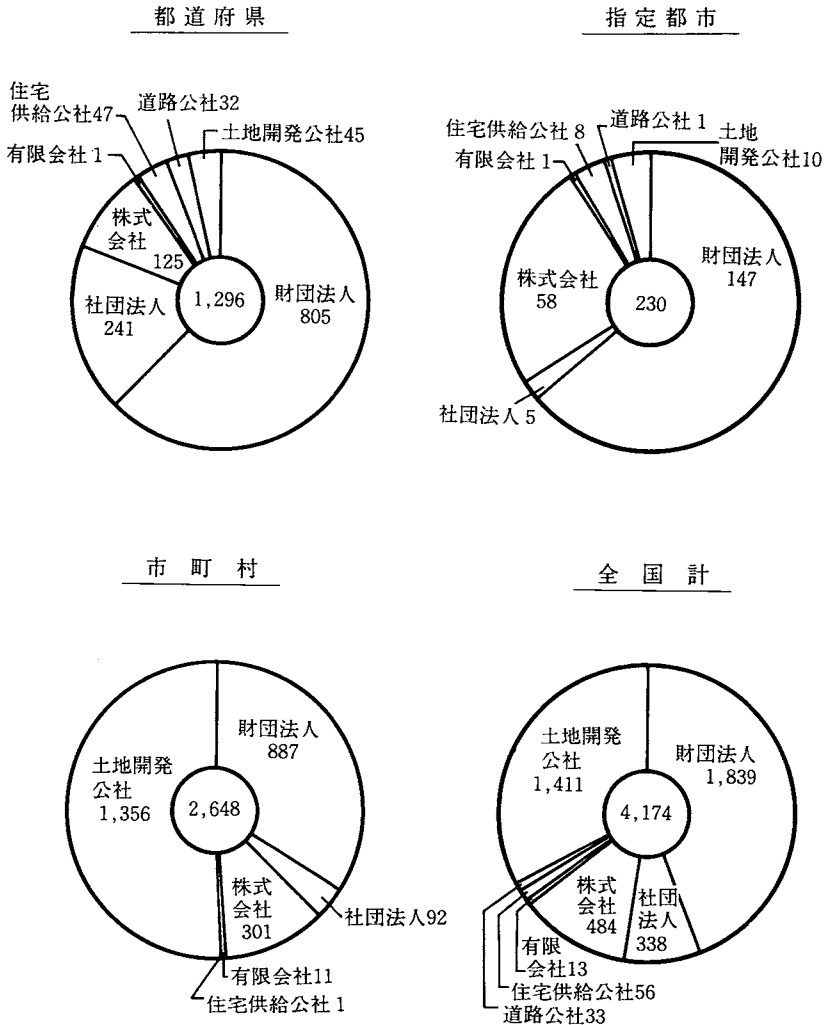 都道府県
住宅
供給公社47
道路公社32
土地開発公社45
有限会社1
株式
会社
125
社団法人
241
1,296
財団法人
805
指定都市
住宅供給公社8
道路公社1
土地
開発公社10
有限会社1
株式会社
58
230
財団法人
147
社団法人5
市町村
土地開発
公社
1,356
2,648
財団法人
887
株式
会社
301
社団法人92
有限会社11
住宅供給公社1
全国計
土地開発
公社
1,411
4,174
財団法人
1,839
株式
会社
484
社団
法人
338
有限
会社13
住宅供給公社56
道路公社33